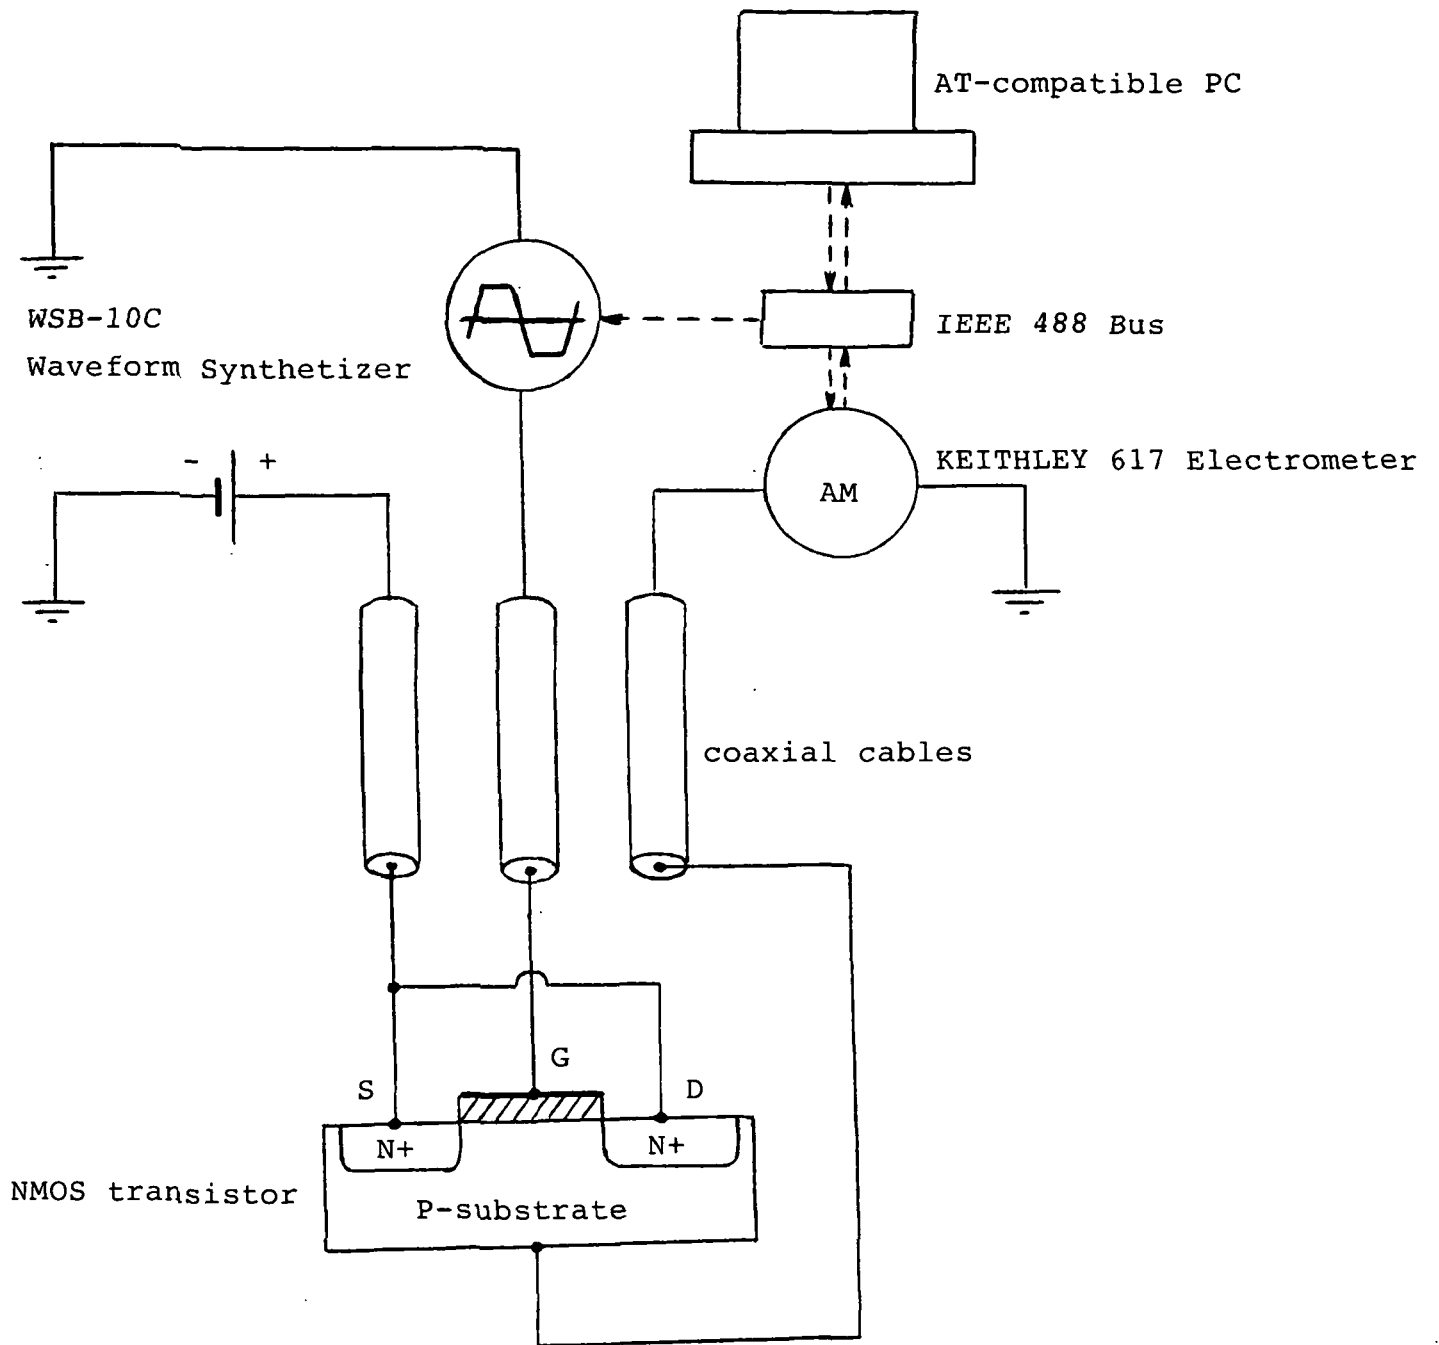 AT-compatible PC
WSB-10C
Waveform Synthetizer
IEEE 488 Bus
- +
KEITHLEY 617 Electrometer
AM
coaxial cables
G
S
D
N+
N+
NMOS transistor
P-substrate